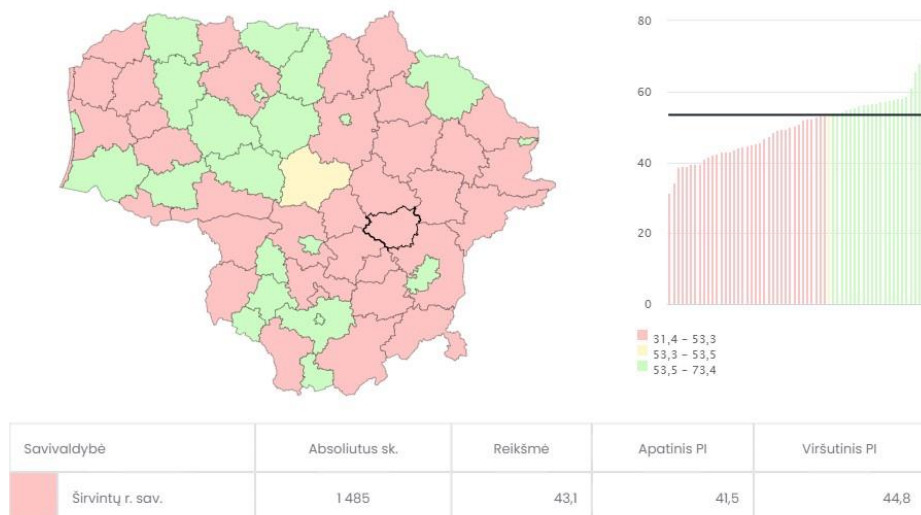 80
60
40
20
0
31,4 – 53,3
53,3 – 53,5
53,5 – 73,4
Savivaldybė Absoliutus sk. Reikšmė Apatinis PI Viršutinis PI
Širvintų r. sav. 1 485 43,1 41,5 44,8